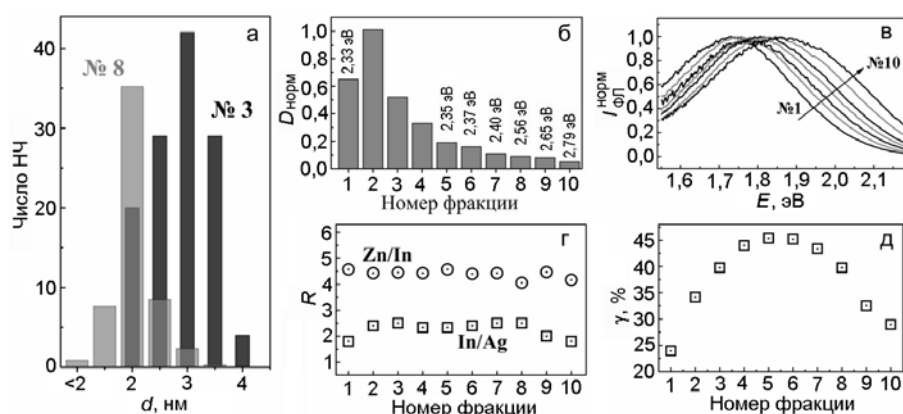 а
№ 8
№ 3
Число НЧ
40
30
20
10
0
<2
2
3
4
d, нм
б
Dнорм
1,0
0,8
0,6
0,4
0,2
0,0
2,33 эВ
2,35 эВ
2,37 эВ
2,40 эВ
2,56 эВ
2,65 эВ
2,79 эВ
1 2 3 4 5 6 7 8 9 10
Номер фракции
в
Iнорм ФЛ
1,0
0,8
0,6
0,4
0,2
0,0
№10
№1
1,6 1,7 1,8 1,9 2,0 2,1
E, эВ
г
R
7
6
5
4
3
2
1
Zn/In
In/Ag
1 2 3 4 5 6 7 8 9 10
Номер фракции
д
γ, %
45
40
35
30
25
20
15
1 2 3 4 5 6 7 8 9 10
Номер фракции